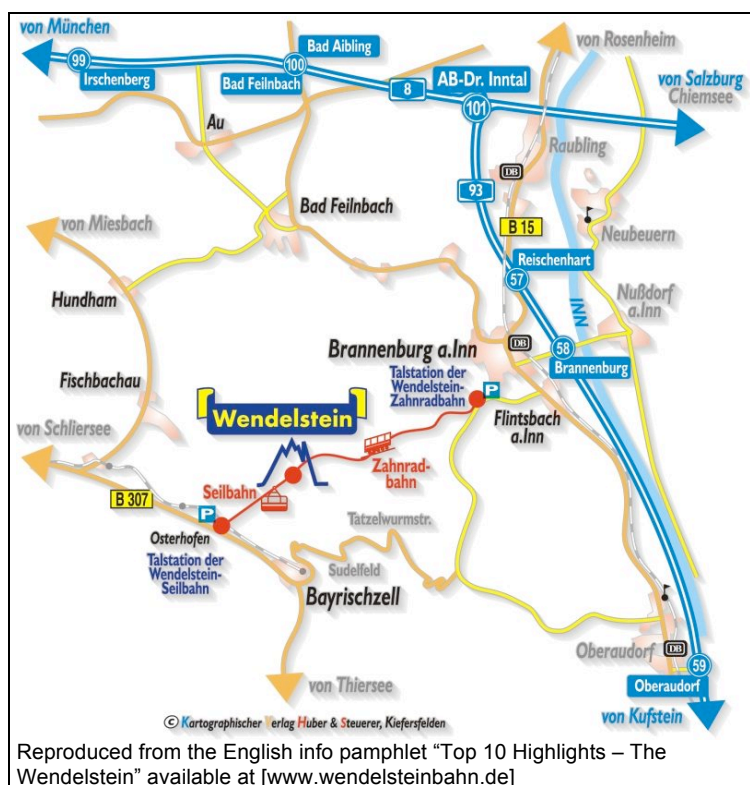 von München
99
Irschenberg
Bad Aibling
100
Bad Feilnbach
8
AB-Dr. Inntal
101
von Rosenheim
von Salzburg
Chiemsee
Au
DB
Raubling
93
Bad Feilnbach
B 15
Neubeuern
von Miesbach
Reischenhart
57
INN
Nußdorf
a.Inn
Hundham
Brannenburg a.Inn
DB
58
Brannenburg
Talstation der
Wendelstein-
Zahnradbahn
P
Fischbachau
Wendelstein
Flintsbach
a.Inn
von Schliersee
Zahnrad-
bahn
Seilbahn
B 307
P
Tatzelwurmstr.
Osterhofen
Talstation der
Wendelstein-
Seilbahn
Sudelfeld
Bayrischzell
Oberaudorf
DB
59
Oberaudorf
von Thiersee
von Kufstein
© Kartographischer Verlag Huber & Steuerer, Kiefersfelden
Reproduced from the English info pamphlet “Top 10 Highlights – The
Wendelstein” available at [www.wendelsteinbahn.de]